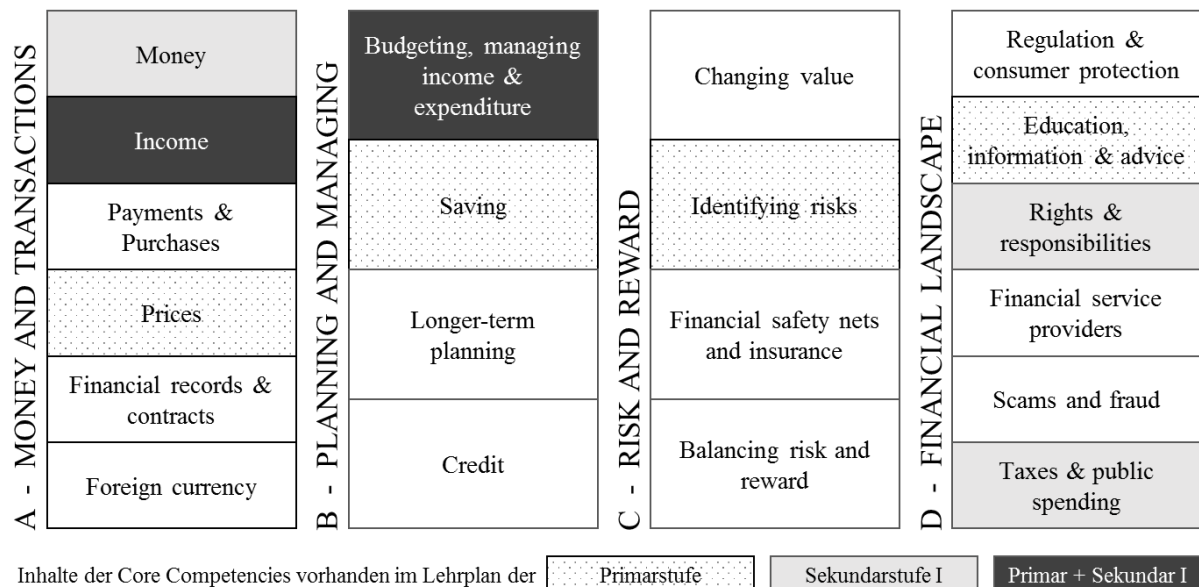 A - MONEY AND TRANSACTIONS
Money
Income
Payments &
Purchases
Prices
Financial records &
contracts
Foreign currency
B - PLANNING AND MANAGING
Budgeting, managing
income &
expenditure
Saving
Longer-term
planning
Credit
C - RISK AND REWARD
Changing value
Identifying risks
Financial safety nets
and insurance
Balancing risk and
reward
D - FINANCIAL LANDSCAPE
Regulation &
consumer protection
Education,
information & advice
Rights &
responsibilities
Financial service
providers
Scams and fraud
Taxes & public
spending
Inhalte der Core Competencies vorhanden im Lehrplan der
Primarstufe
Sekundarstufe I
Primar + Sekundar I